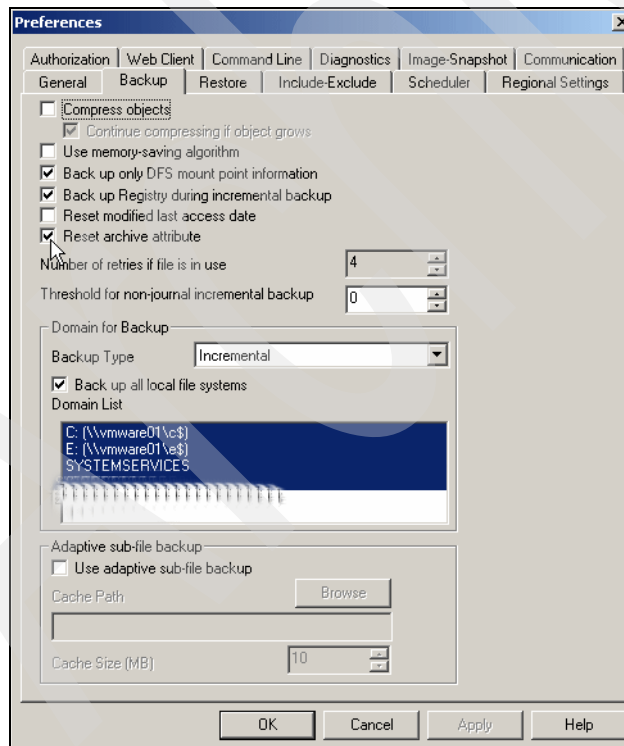 Preferences
Authorization Web Client Command Line Diagnostics Image-Snapshot Communication
General Backup Restore Include-Exclude Scheduler Regional Settings
Compress objects
Continue compressing if object grows
Use memory-saving algorithm
Back up only DFS mount point information
Back up Registry during incremental backup
Reset modified last access date
Reset archive attribute
Number of retries if file is in use 4
Threshold for non-journal incremental backup 0
Domain for Backup
Backup Type Incremental
Back up all local file systems
Domain List
C: (\\vmware01\c$)
E: (\\vmware01\e$)
SYSTEMSERVICES
Adaptive sub-file backup
Use adaptive sub-file backup
Cache Path Browse
Cache Size (MB) 10
OK Cancel Apply Help